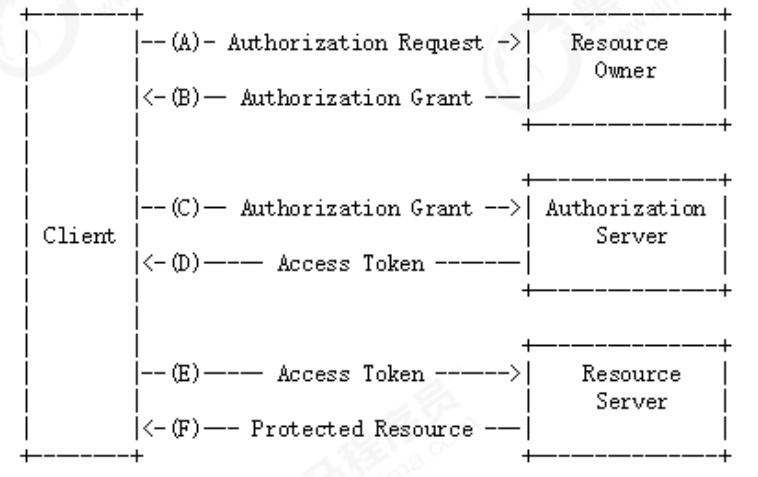 --(A)- Authorization Request -> Resource
Owner
<-(B)— Authorization Grant —-
--(C)— Authorization Grant --> Authorization
Client Server
<-(D)—-— Access Token —-—-—-
--(E)—-— Access Token —-—-—> Resource
Server
<-(F)—- Protected Resource —-